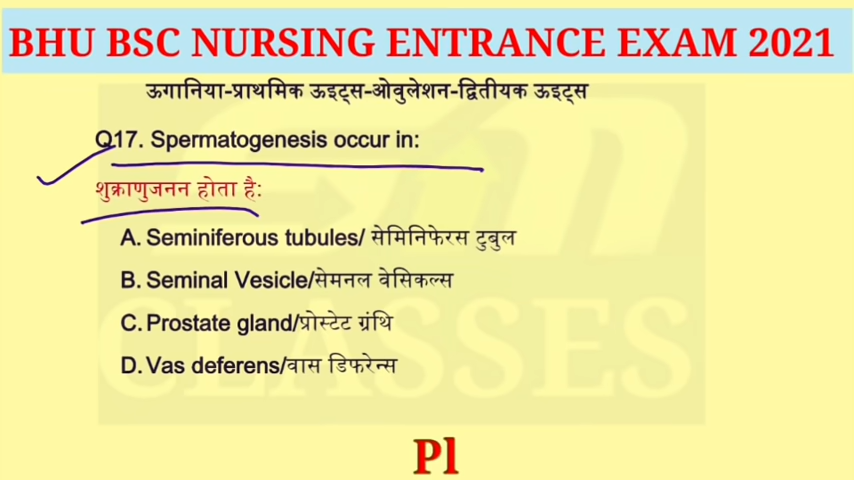 BHU BSC NURSING ENTRANCE EXAM 2021
ऊगानिया-प्राथमिक ऊइट्स-ओवुलेशन-द्वितीयक ऊइट्स
Q17. Spermatogenesis occur in:
शुक्राणुजनन होता है:
A. Seminiferous tubules/ सेमिनिफेरस टुबुल
B. Seminal Vesicle/सेमनल वेसिकल्स
C. Prostate gland/प्रोस्टेट ग्रंथि
D. Vas deferens/वास डिफरेन्स
CLASSES
Pl